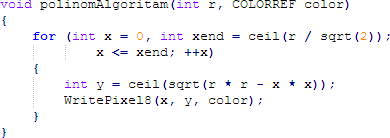 void polinomAlgoritam(int r, COLORREF color)
{
    for (int x = 0, int xend = ceil(r / sqrt(2));
            x <= xend; ++x)
    {
        int y = ceil(sqrt(r * r - x * x));
        WritePixel8(x, y, color);
    }
}